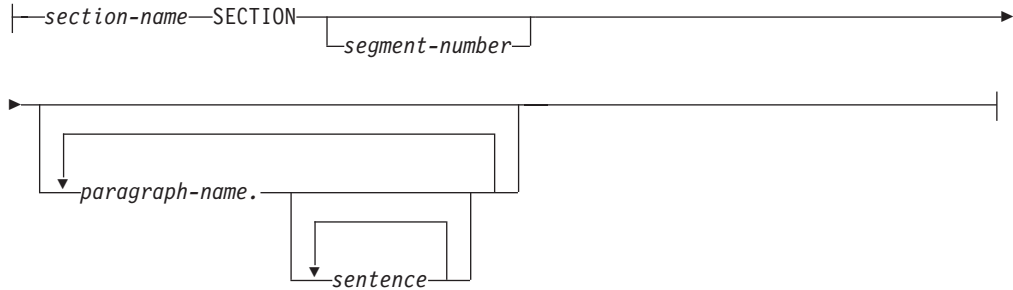 section-name SECTION
segment-number
paragraph-name.
sentence